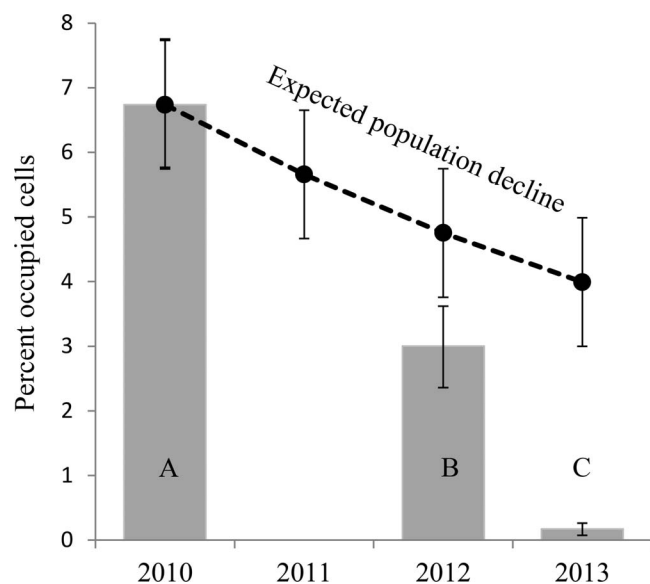 8
7
6
5
4
3
2
1
0
Percent occupied cells
Expected population decline
A
B
C
2010
2011
2012
2013